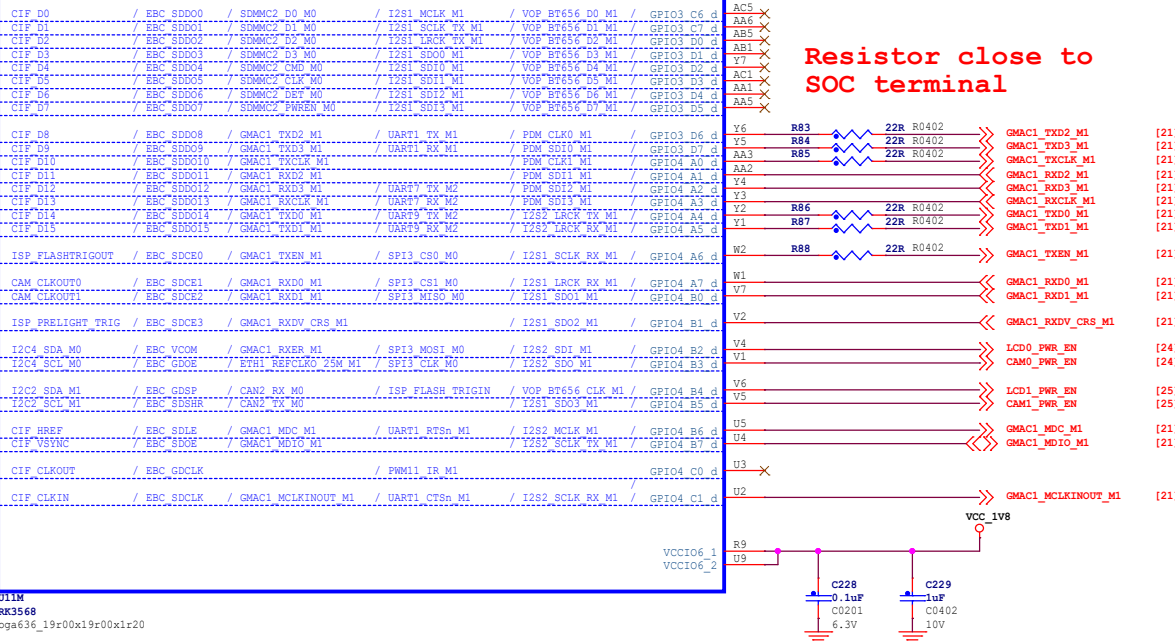 CIF_D0 / EBC_SDDO0 / SDMMC2_D0_M0 / I2S1_MCLK_M1 / VOP_BT656_D0_M1 / GPIO3_C6_d AC5
CIF_D1 / EBC_SDDO1 / SDMMC2_D1_M0 / I2S1_SCLK_TX_M1 / VOP_BT656_D1_M1 / GPIO3_C7_d AA6
CIF_D2 / EBC_SDDO2 / SDMMC2_D2_M0 / I2S1_LRCK_TX_M1 / VOP_BT656_D2_M1 / GPIO3_D0_d AB5
CIF_D3 / EBC_SDDO3 / SDMMC2_D3_M0 / I2S1_SDO0_M1 / VOP_BT656_D3_M1 / GPIO3_D1_d AB1
CIF_D4 / EBC_SDDO4 / SDMMC2_CMD_M0 / I2S1_SDI0_M1 / VOP_BT656_D4_M1 / GPIO3_D2_d Y7
CIF_D5 / EBC_SDDO5 / SDMMC2_CLK_M0 / I2S1_SDI1_M1 / VOP_BT656_D5_M1 / GPIO3_D3_d AC1
CIF_D6 / EBC_SDDO6 / SDMMC2_DET_M0 / I2S1_SDI2_M1 / VOP_BT656_D6_M1 / GPIO3_D4_d AA1
CIF_D7 / EBC_SDDO7 / SDMMC2_PWREN_M0 / I2S1_SDI3_M1 / VOP_BT656_D7_M1 / GPIO3_D5_d AA5
Resistor close to
SOC terminal
CIF_D8 / EBC_SDDO8 / GMAC1_TXD2_M1 / UART1_TX_M1 / PDM_CLK0_M1 / GPIO3_D6_d Y6 R83 22R R0402 GMAC1_TXD2_M1 [21
CIF_D9 / EBC_SDDO9 / GMAC1_TXD3_M1 / UART1_RX_M1 / PDM_SDI0_M1 / GPIO3_D7_d Y5 R84 22R R0402 GMAC1_TXD3_M1 [21
CIF_D10 / EBC_SDDO10 / GMAC1_TXCLK_M1 / PDM_CLK1_M1 / GPIO4_A0_d AA3 R85 22R R0402 GMAC1_TXCLK_M1 [21
CIF_D11 / EBC_SDDO11 / GMAC1_RXD2_M1 / PDM_SDI1_M1 / GPIO4_A1_d AA2 GMAC1_RXD2_M1 [21
CIF_D12 / EBC_SDDO12 / GMAC1_RXD3_M1 / UART7_TX_M2 / PDM_SDI2_M1 / GPIO4_A2_d Y4 GMAC1_RXD3_M1 [21
CIF_D13 / EBC_SDDO13 / GMAC1_RXCLK_M1 / UART7_RX_M2 / PDM_SDI3_M1 / GPIO4_A3_d Y3 GMAC1_RXCLK_M1 [21
CIF_D14 / EBC_SDDO14 / GMAC1_TXD0_M1 / UART9_TX_M2 / I2S2_LRCK_TX_M1 / GPIO4_A4_d Y2 R86 22R R0402 GMAC1_TXD0_M1 [21
CIF_D15 / EBC_SDDO15 / GMAC1_TXD1_M1 / UART9_RX_M2 / I2S2_LRCK_RX_M1 / GPIO4_A5_d Y1 R87 22R R0402 GMAC1_TXD1_M1 [21
ISP_FLASHTRIGOUT / EBC_SDCE0 / GMAC1_TXEN_M1 / SPI3_CS0_M0 / I2S1_SCLK_RX_M1 / GPIO4_A6_d W2 R88 22R R0402 GMAC1_TXEN_M1 [21
CAM_CLKOUT0 / EBC_SDCE1 / GMAC1_RXD0_M1 / SPI3_CS1_M0 / I2S1_LRCK_RX_M1 / GPIO4_A7_d W1 GMAC1_RXD0_M1 [21
CAM_CLKOUT1 / EBC_SDCE2 / GMAC1_RXD1_M1 / SPI3_MISO_M0 / I2S1_SDO1_M1 / GPIO4_B0_d V7 GMAC1_RXD1_M1 [21
ISP_PRELIGHT_TRIG / EBC_SDCE3 / GMAC1_RXDV_CRS_M1 / I2S1_SDO2_M1 / GPIO4_B1_d V2 GMAC1_RXDV_CRS_M1 [21
I2C4_SDA_M0 / EBC_VCOM / GMAC1_RXER_M1 / SPI3_MOSI_M0 / I2S2_SDI_M1 / GPIO4_B2_d V4 LCD0_PWR_EN [24
I2C4_SCL_M0 / EBC_GDOE / ETH1_REFCLKO_25M_M1 / SPI3_CLK_M0 / I2S2_SDO_M1 / GPIO4_B3_d V1 CAM0_PWR_EN [24
I2C2_SDA_M1 / EBC_GDSP / CAN2_RX_M0 / ISP_FLASH_TRIGIN / VOP_BT656_CLK_M1 / GPIO4_B4_d V6 LCD1_PWR_EN [25
I2C2_SCL_M1 / EBC_SDSHR / CAN2_TX_M0 / I2S1_SDO3_M1 / GPIO4_B5_d V5 CAM1_PWR_EN [25
CIF_HREF / EBC_SDLE / GMAC1_MDC_M1 / UART1_RTSn_M1 / I2S2_MCLK_M1 / GPIO4_B6_d U5 GMAC1_MDC_M1 [21
CIF_VSYNC / EBC_SDOE / GMAC1_MDIO_M1 / I2S2_SCLK_TX_M1 / GPIO4_B7_d U4 GMAC1_MDIO_M1 [21
CIF_CLKOUT / EBC_GDCLK / PWM11_IR_M1 / GPIO4_C0_d U3
CIF_CLKIN / EBC_SDCLK / GMAC1_MCLKINOUT_M1 / UART1_CTSn_M1 / I2S2_SCLK_RX_M1 / GPIO4_C1_d U2 GMAC1_MCLKINOUT_M1 [21
VCC_1V8
VCCIO6_1 R9
VCCIO6_2 U9
C228 C229
U11M 0.1uF 1uF
RK3568 C0201 C0402
oga636_19r00x19r00x1r20 6.3V 10V